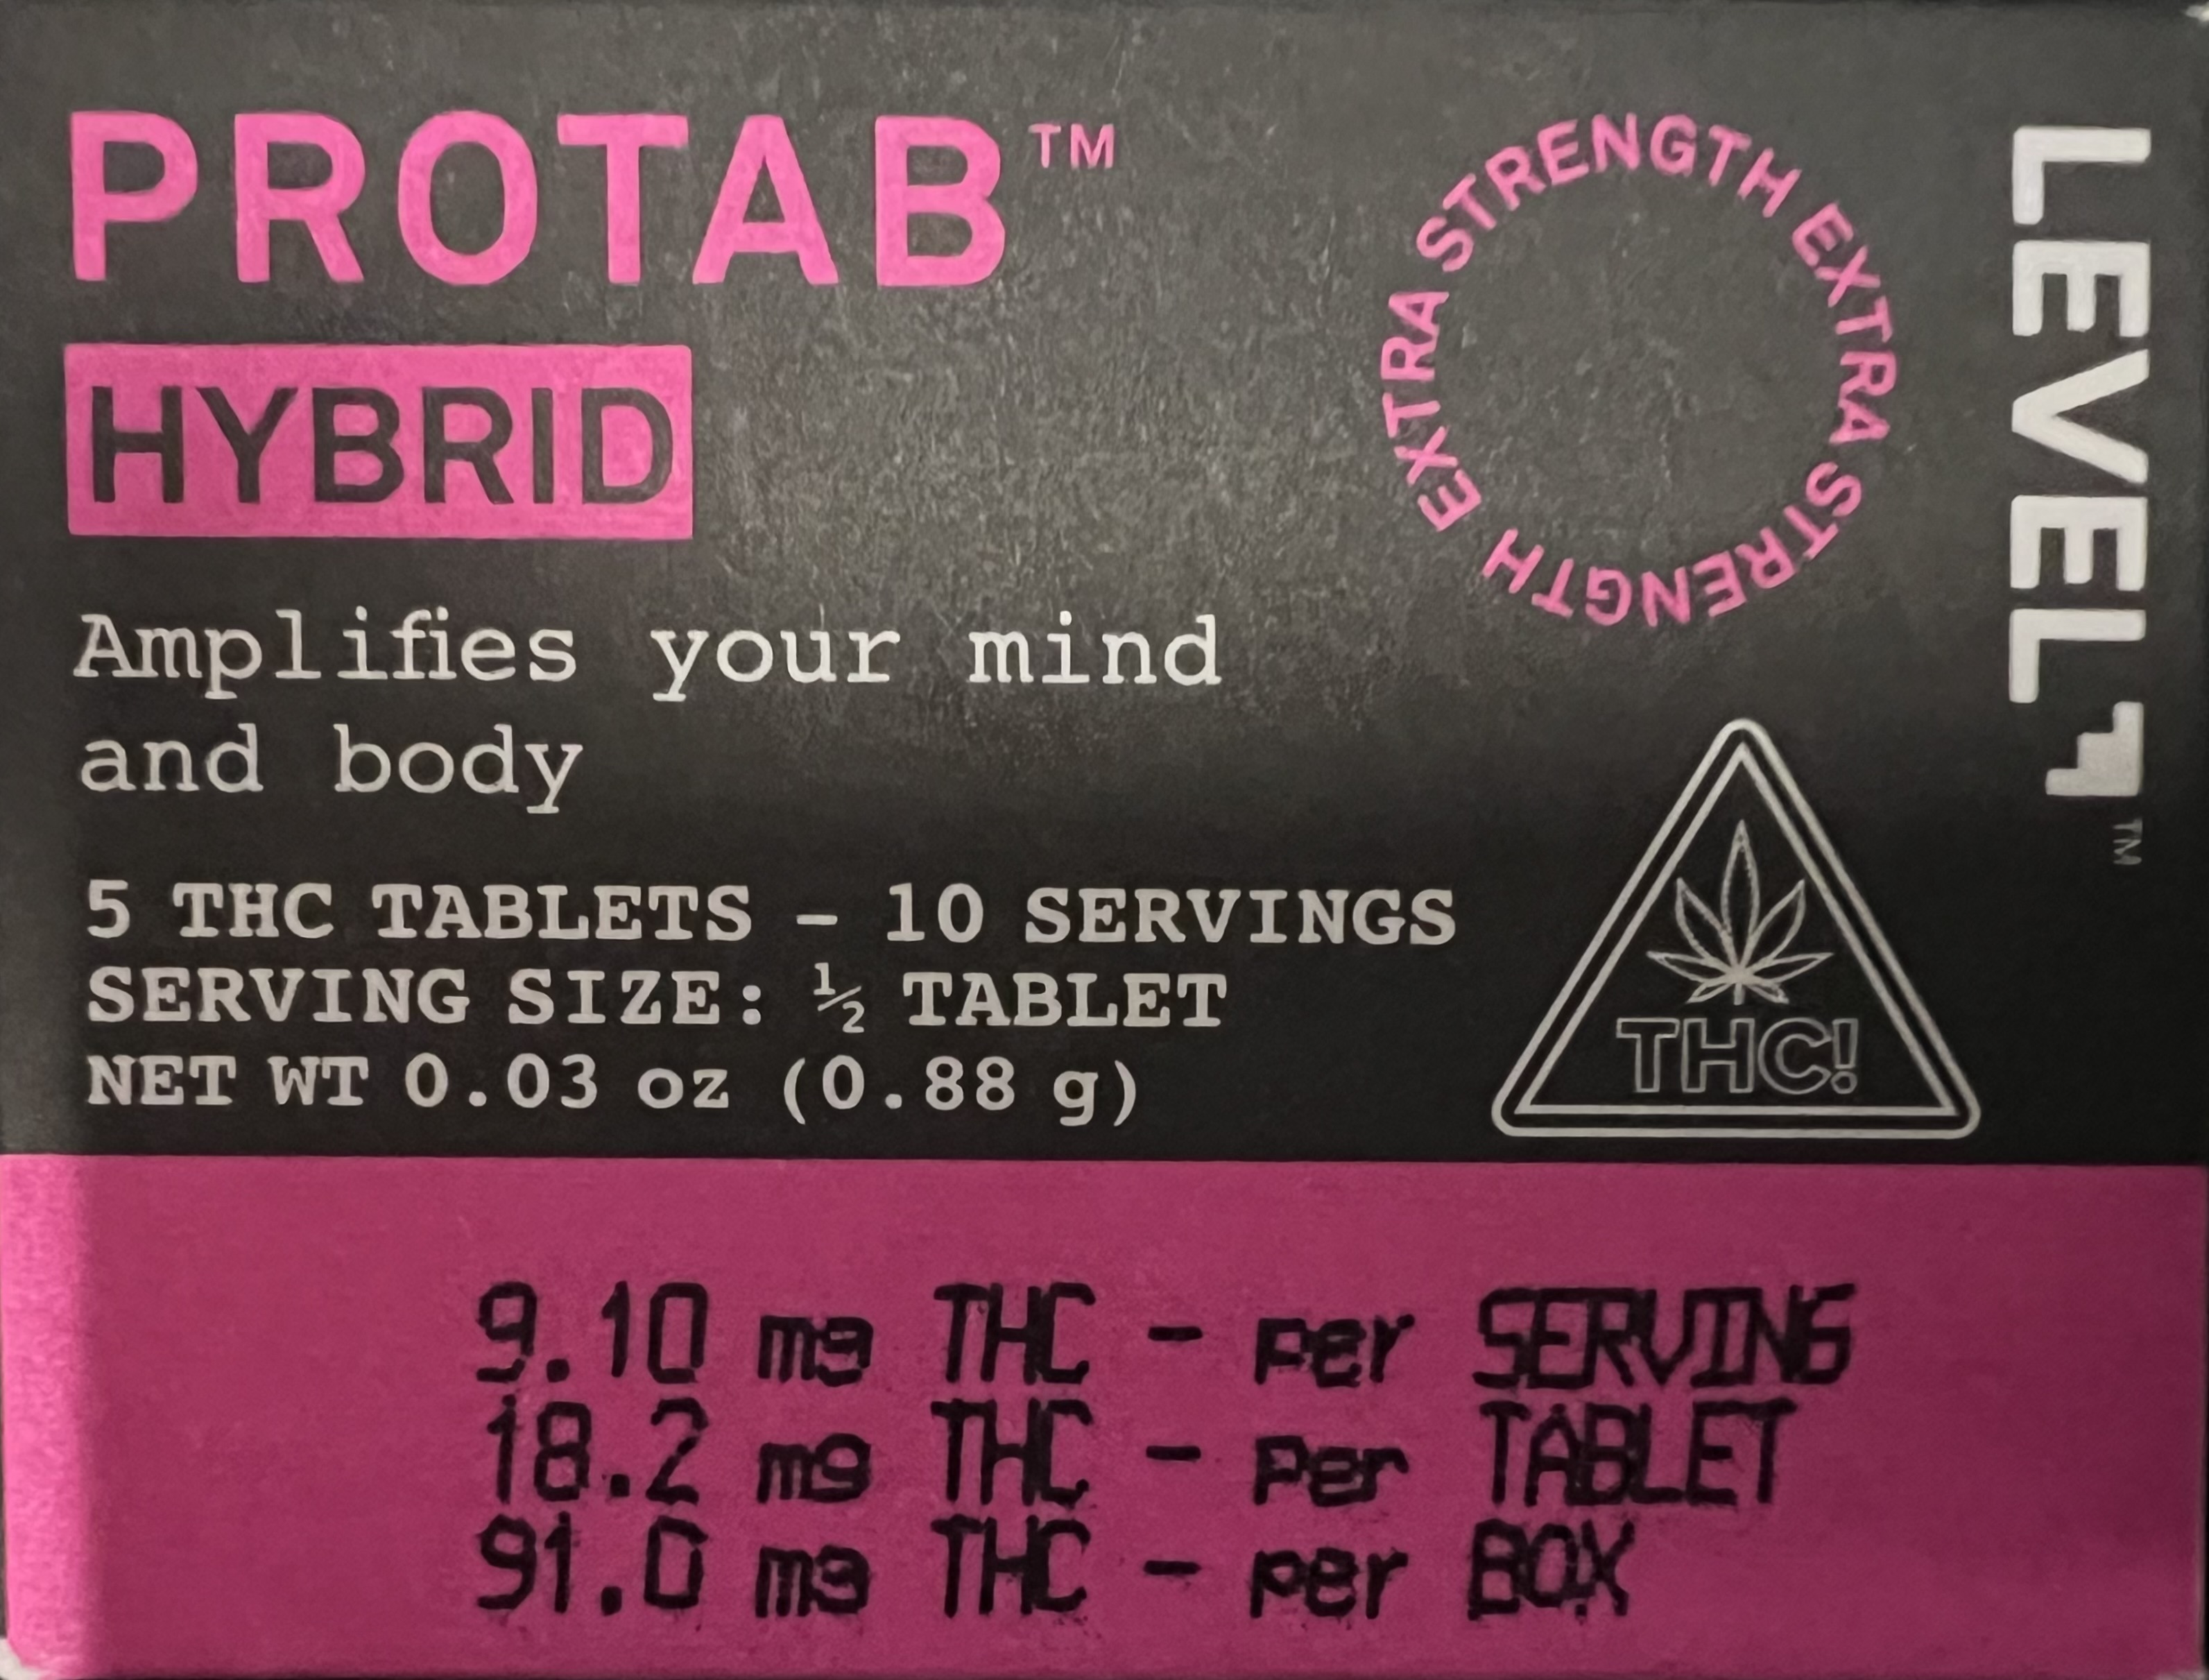 PROTAB™
HYBRID
Amplifies your mind
and body
5 THC TABLETS – 10 SERVINGS
SERVING SIZE: ½ TABLET
NET WT 0.03 oz (0.88 g)
EXTRA STRENGTH EXTRA STRENGTH
LEVEL™
THC!
9.10 mg THC - per SERVING
18.2 mg THC - per TABLET
91.0 mg THC - per BOX